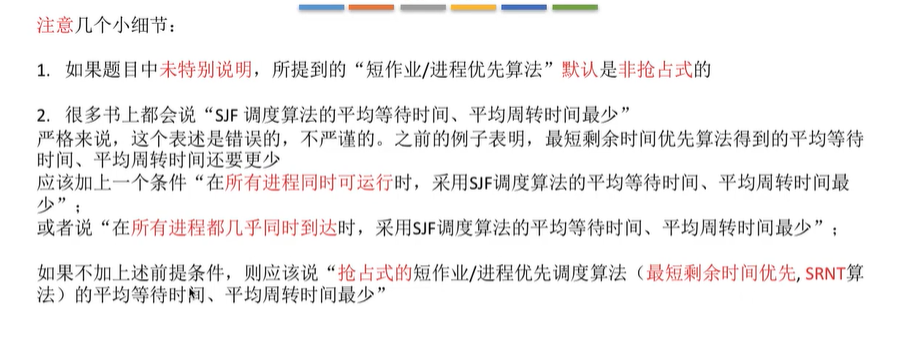 注意几个小细节：
1. 如果题目中未特别说明，所提到的“短作业/进程优先算法”默认是非抢占式的
2. 很多书上都会说“SJF 调度算法的平均等待时间、平均周转时间最少”
严格来说，这个表述是错误的，不严谨的。之前的例子表明，最短剩余时间优先算法得到的平均等待
时间、平均周转时间还要更少
应该加上一个条件“在所有进程同时可运行时，采用SJF调度算法的平均等待时间、平均周转时间最
少”；
或者说“在所有进程都几乎同时到达时，采用SJF调度算法的平均等待时间、平均周转时间最少”；
如果不加上述前提条件，则应该说“抢占式的短作业/进程优先调度算法（最短剩余时间优先, SRNT算
法）的平均等待时间、平均周转时间最少”